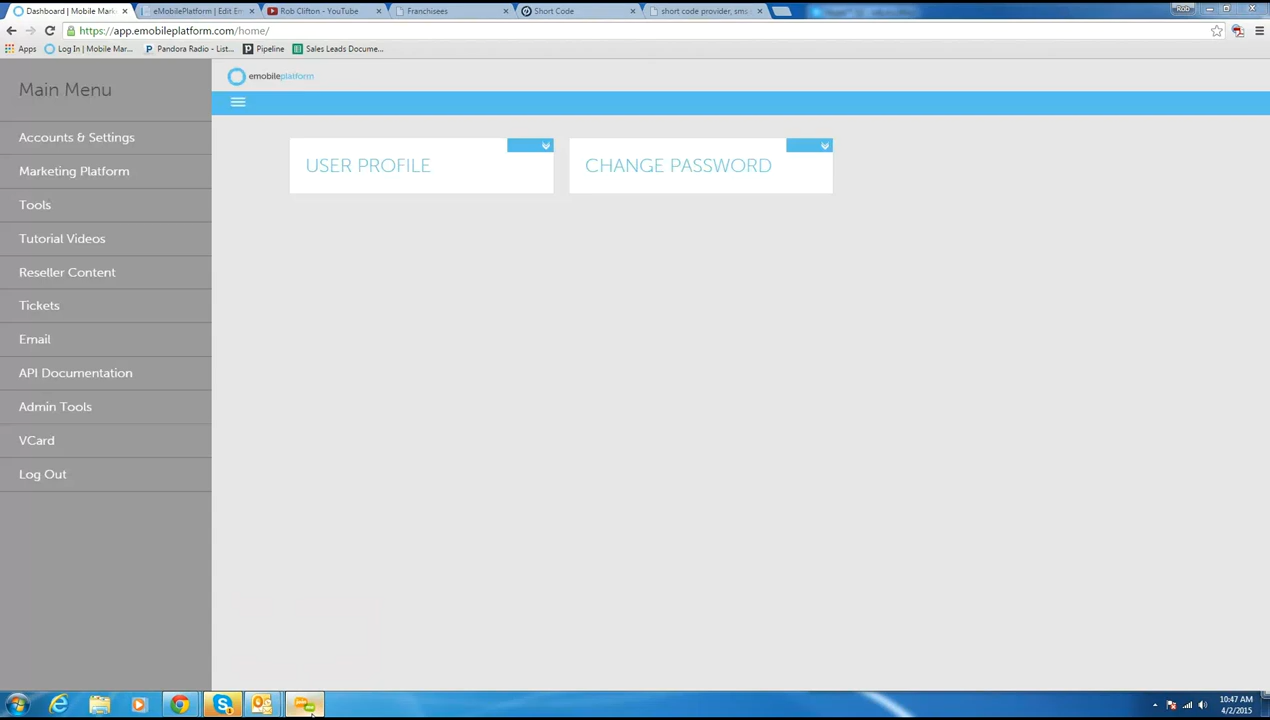 Dashboard | Mobile Mark
eMobilePlatform | Edit Em
Rob Clifton - YouTube
Franchisees
Short Code
short code provider, sms
Rob
https://app.emobileplatform.com/home/
Apps
Log In | Mobile Mar...
Pandora Radio - List...
Pipeline
Sales Leads Docume...
Main Menu
emobileplatform
Accounts & Settings
Marketing Platform
Tools
Tutorial Videos
Reseller Content
Tickets
Email
API Documentation
Admin Tools
VCard
Log Out
USER PROFILE
CHANGE PASSWORD
10:47 AM
4/2/2015